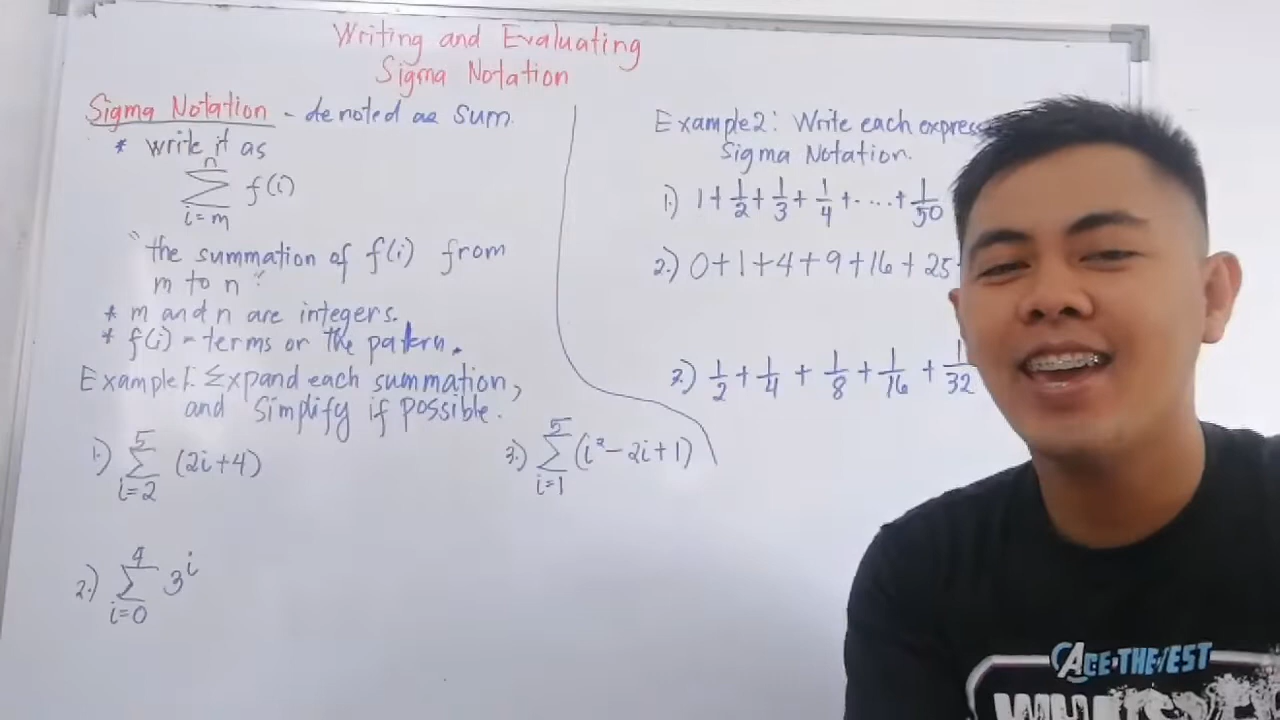 Writing and Evaluating
Sigma Notation
Sigma Notation - denoted as sum.
* write it as
n
∑ f(i)
i=m
"the summation of f(i) from
m to n".
* m and n are integers.
* f(i) - terms or the pattern.
Example 1: Expand each summation,
and simplify if possible.
1.) 5
∑ (2i+4)
i=2
2.) 4
∑ 3^i
i=0
3.) 5
∑ (i² - 2i + 1)
i=1
Example 2: Write each
Sigma Notation.
1.) 1 + 1/2 + 1/3 + 1/4 + .... + 1/50
2.) 0 + 1 + 4 + 9 + 16 + 25
3.) 1/2 + 1/4 + 1/8 + 1/16 + 1/32
ACE THE TEST